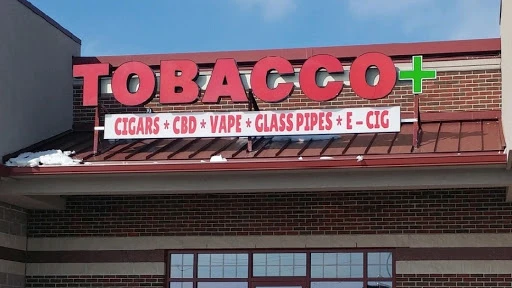 TOBACCO+
CIGARS * CBD * VAPE * GLASS PIPES * E - CIG